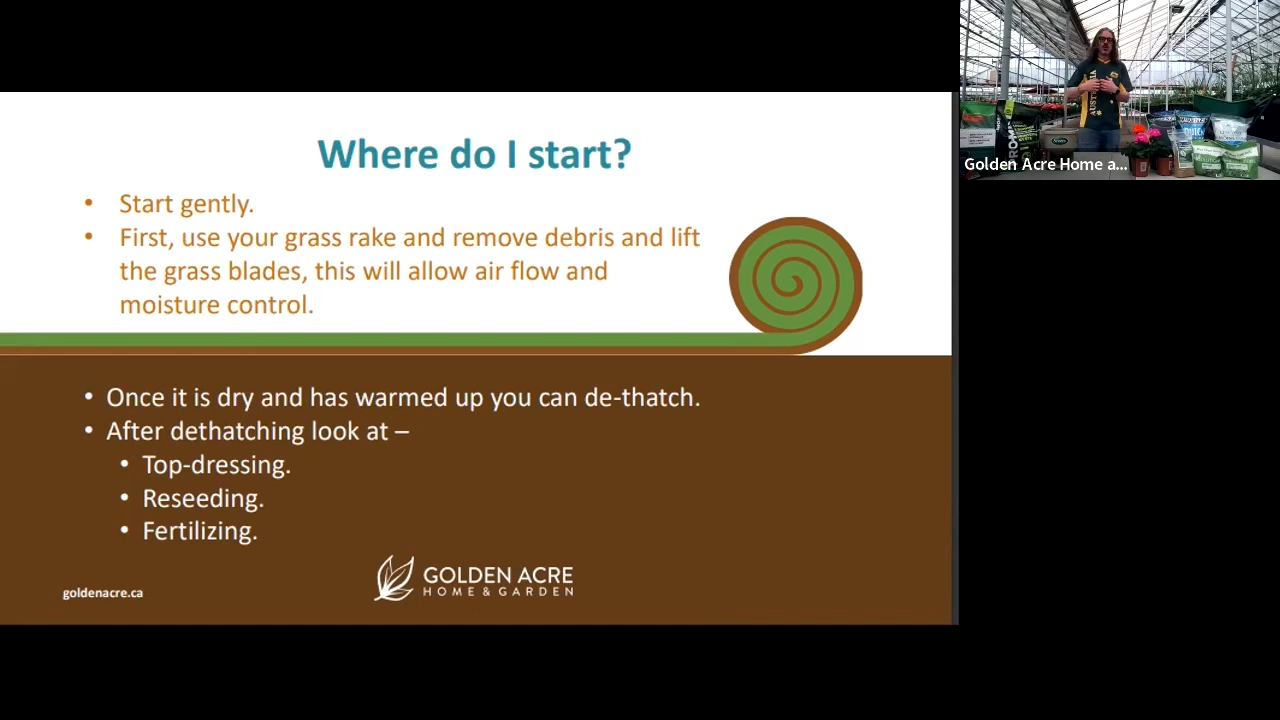 Where do I start?
• Start gently.
• First, use your grass rake and remove debris and lift
the grass blades, this will allow air flow and
moisture control.
• Once it is dry and has warmed up you can de-thatch.
• After dethatching look at –
• Top-dressing.
• Reseeding.
• Fertilizing.
goldenacre.ca
GOLDEN ACRE
HOME & GARDEN
AUSTRALIA
Scotts
Golden Acre Home a...